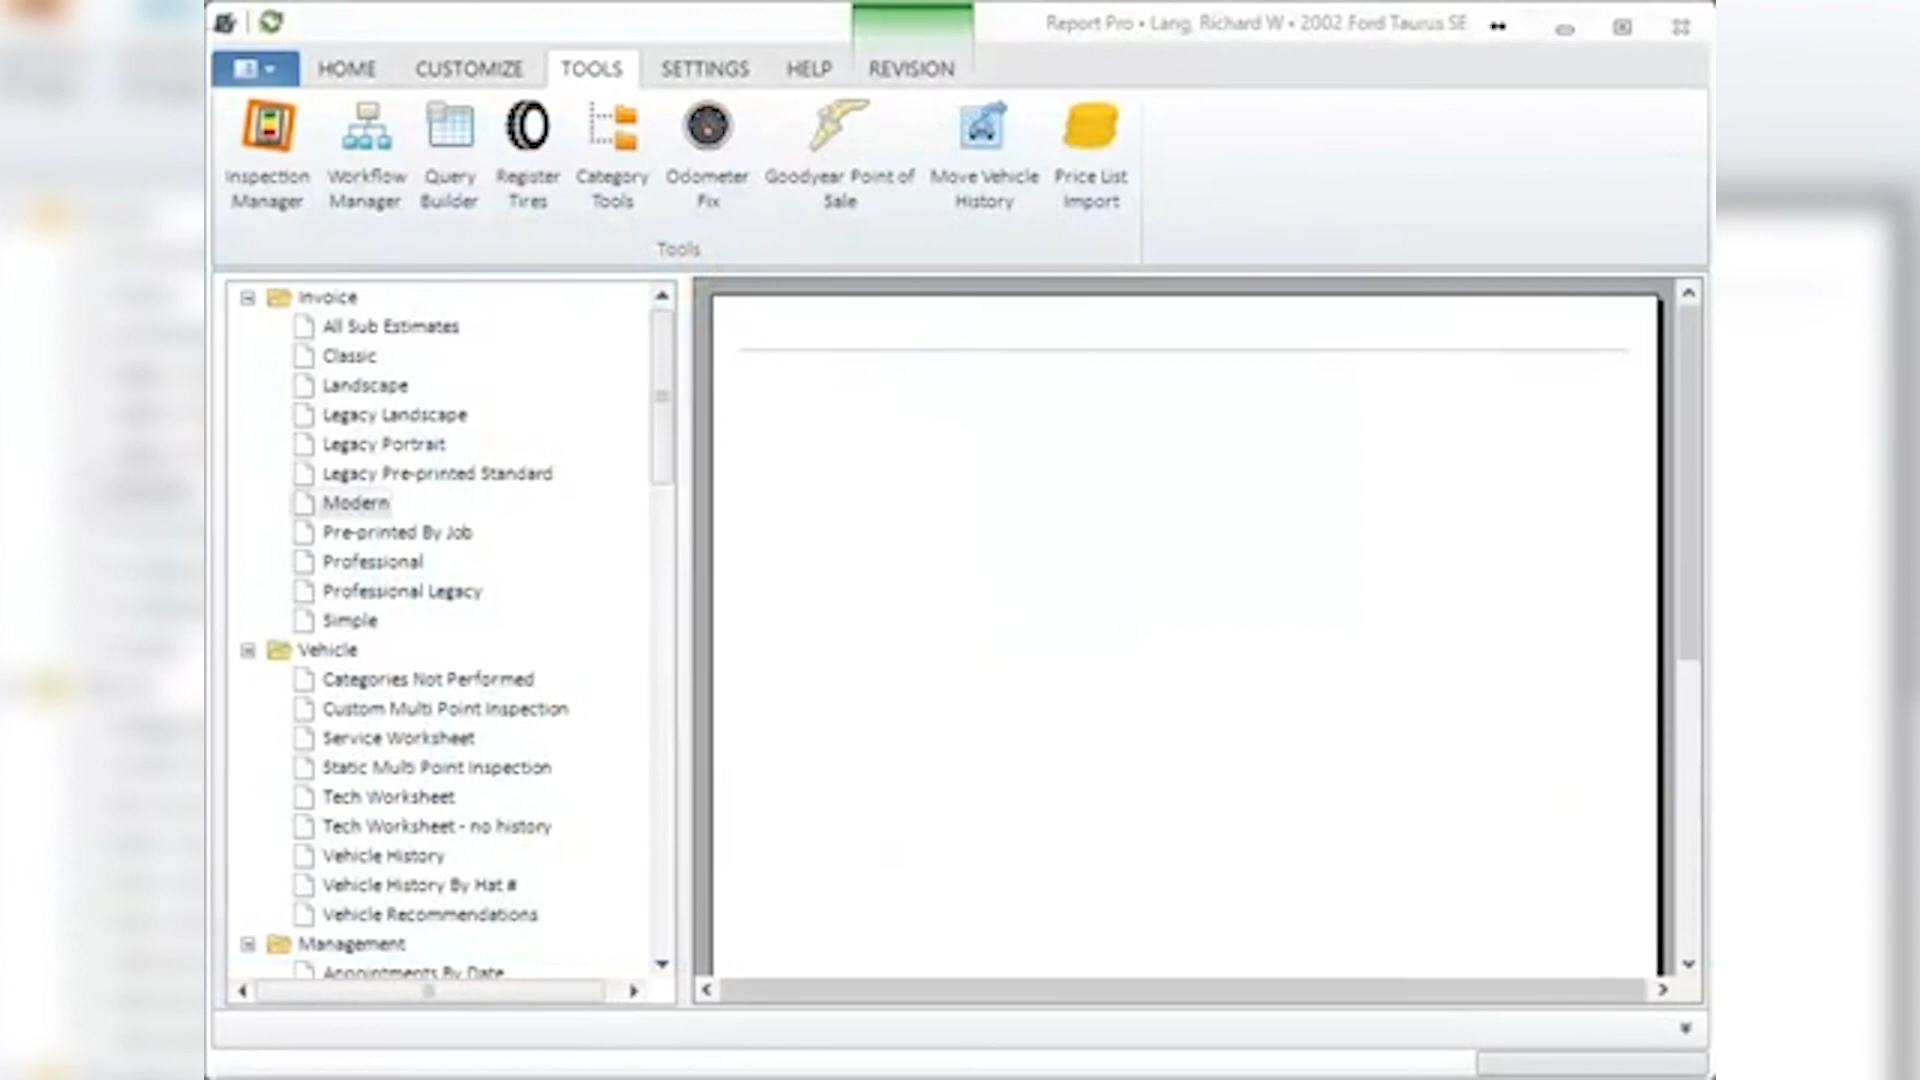 Report Pro • Lang, Richard W • 2002 Ford Taurus SE
HOME CUSTOMIZE TOOLS SETTINGS HELP REVISION
Inspection Manager
Workflow Manager
Query Builder
Register Tires
Category Tools
Odometer Fix
Goodyear Point of Sale
Move Vehicle History
Price List Import
Tools
Invoice
All Sub Estimates
Classic
Landscape
Legacy Landscape
Legacy Portrait
Legacy Pre-printed Standard
Modern
Pre-printed By Job
Professional
Professional Legacy
Simple
Vehicle
Categories Not Performed
Custom Multi Point Inspection
Service Worksheet
Static Multi Point Inspection
Tech Worksheet
Tech Worksheet - no history
Vehicle History
Vehicle History By Hat #
Vehicle Recommendations
Management
Appointments By Date